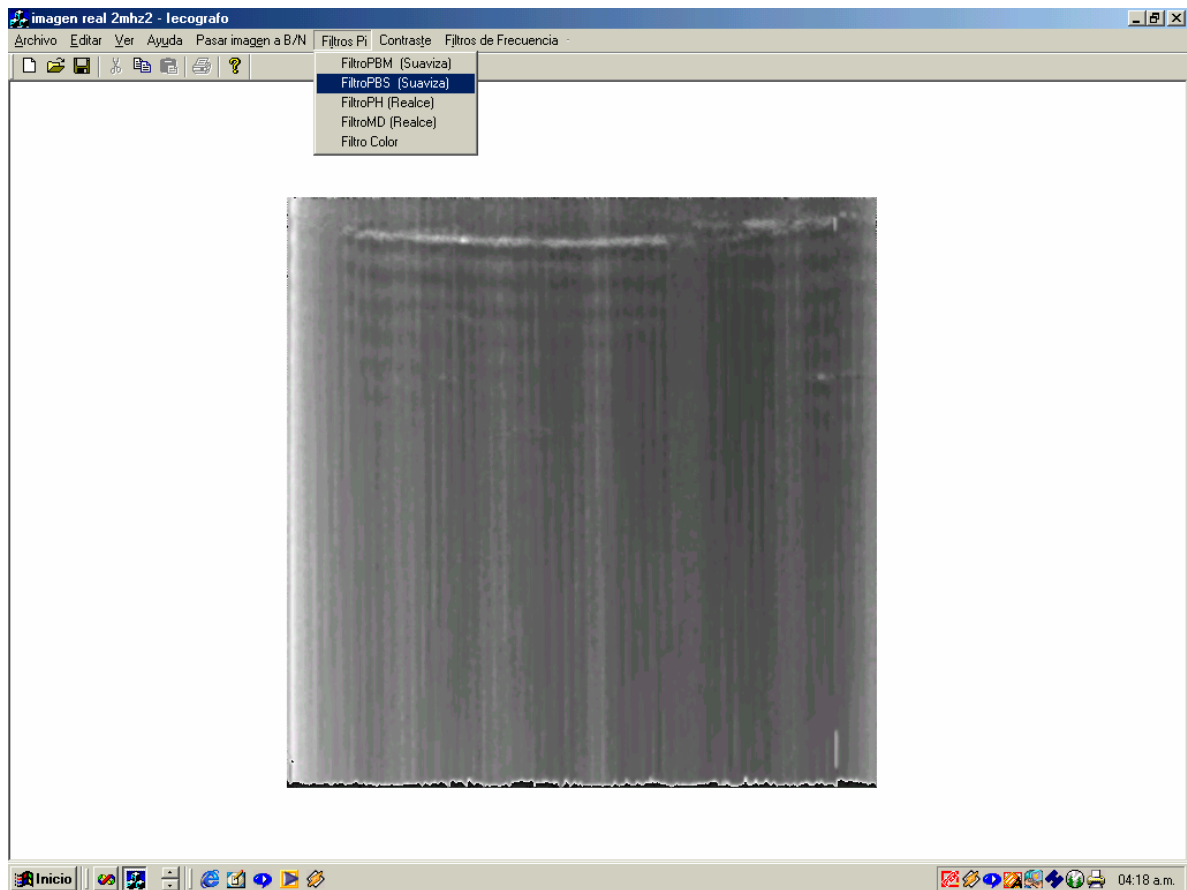 imagen real 2mhz2 - lecografo
Archivo Editar Ver Ayuda Pasar imagen a B/N Filtros Pi Contraste Filtros de Frecuencia
FiltroPBM (Suaviza)
FiltroPBS (Suaviza)
FiltroPH (Realce)
FiltroMD (Realce)
Filtro Color
Inicio
04:18 a.m.